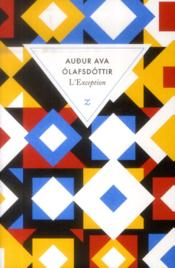 AUÐUR AVA
ÓLAFSDÓTTIR
L'Exception
z